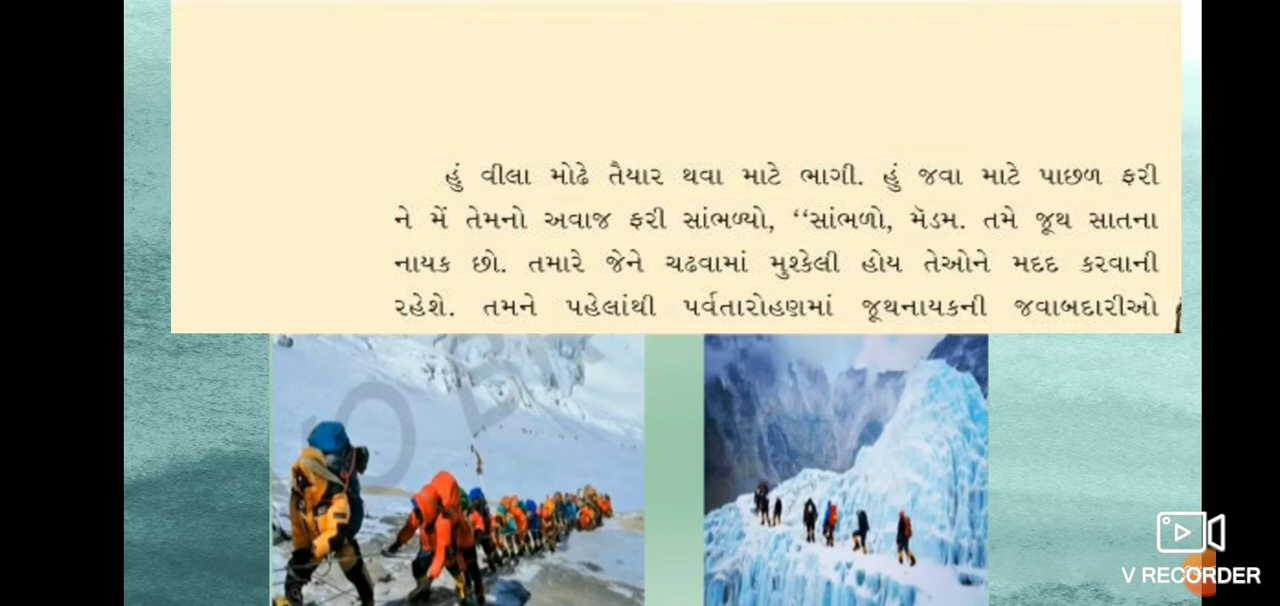 હું વીલા મોઢે તૈયાર થવા માટે ભાગી. હું જવા માટે પાછળ ફરી
ને મેં તેમનો અવાજ ફરી સાંભળ્યો, “સાંભળો, મૅડમ. તમે જૂથ સાતના
નાયક છો. તમારે જેને ચઢવામાં મુશ્કેલી હોય તેઓને મદદ કરવાની
રહેશે. તમને પહેલાંથી પર્વતારોહણમાં જૂથનાયકની જવાબદારીઓ
V RECORDER